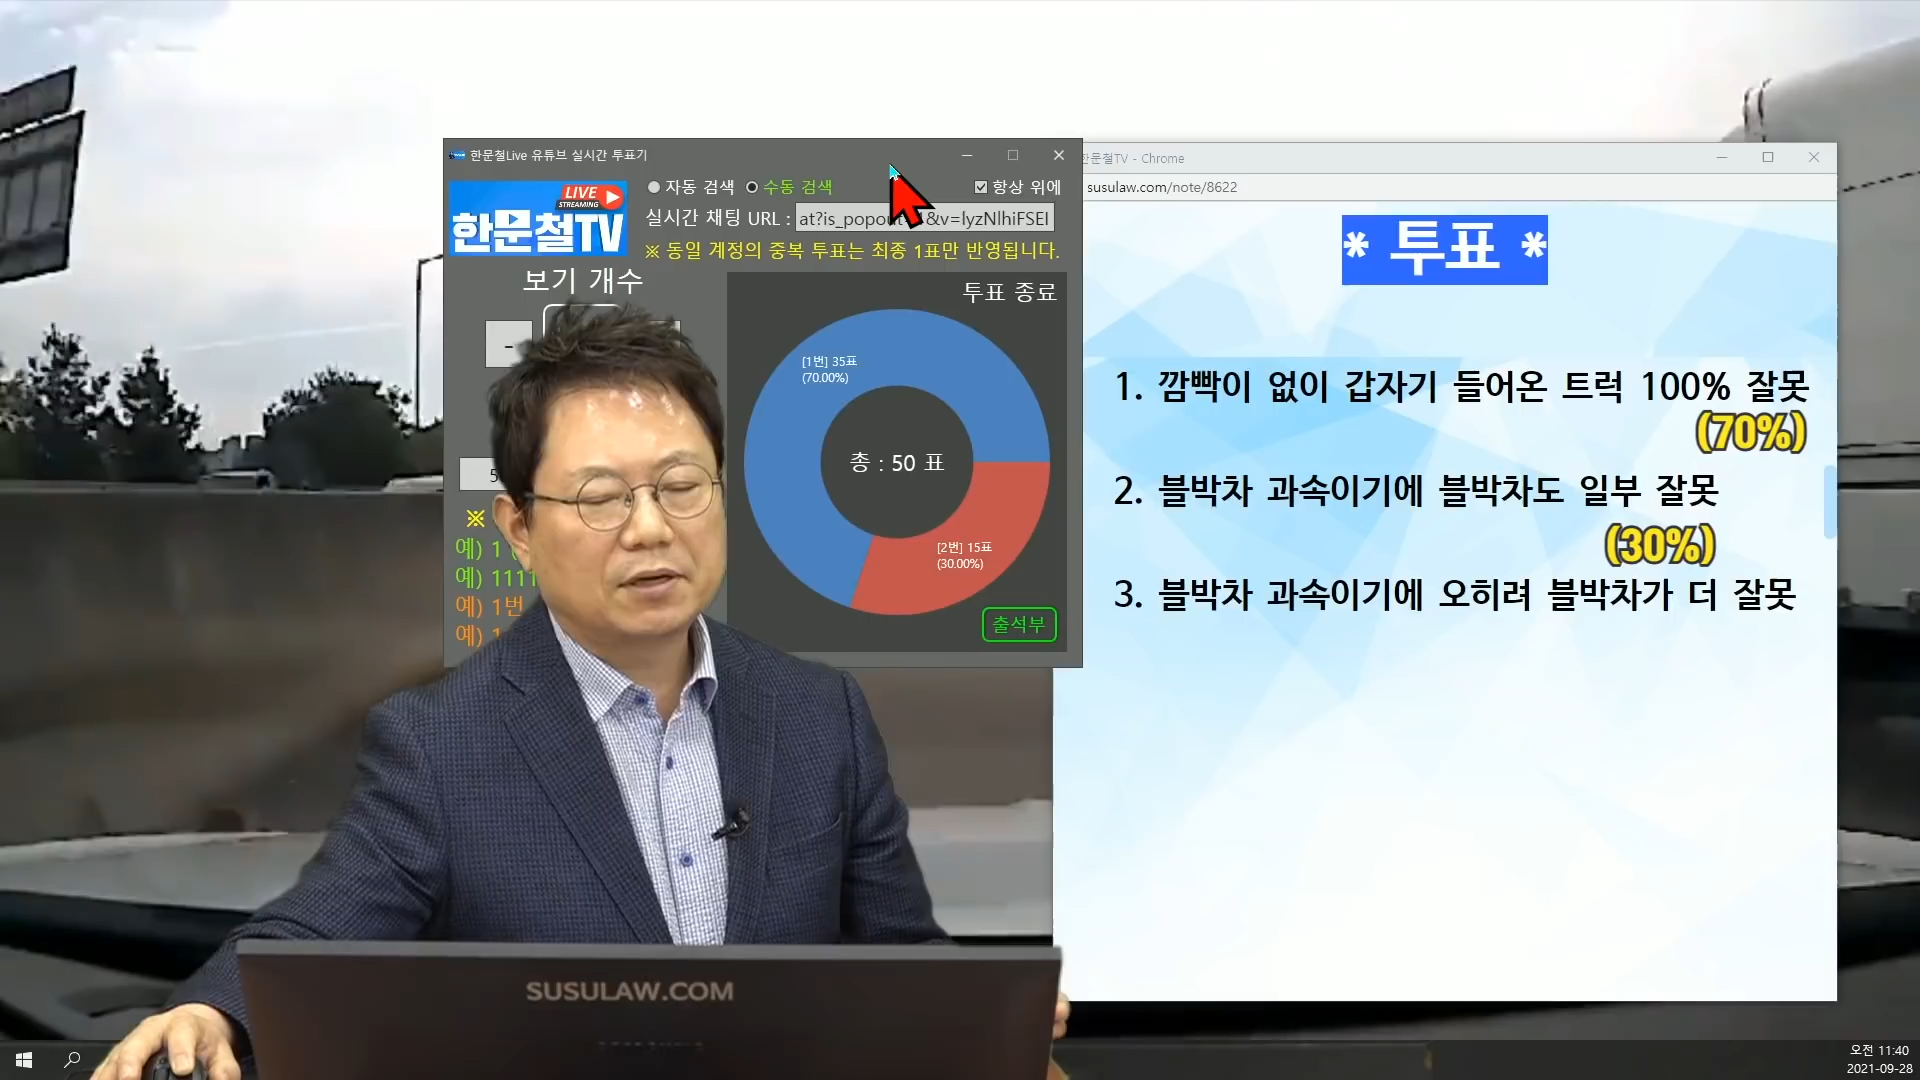 한문철Live 유튜브 실시간 투표기
LIVE
STREAMING
한문철TV
자동 검색
수동 검색
항상 위에
실시간 채팅 URL :
&v=lyzNlhiFSEI
※ 동일 계정의 중복 투표는 최종 1표만 반영됩니다.
보기 개수
-
※
예) 1
예) 1111
예) 1번
예) 1
투표 종료
[1번] 35표
(70.00%)
총 : 50 표
[2번] 15표
(30.00%)
출석부
한문철TV - Chrome
susulaw.com/note/8622
* 투표 *
1. 깜빡이 없이 갑자기 들어온 트럭 100% 잘못
(70%)
2. 블박차 과속이기에 블박차도 일부 잘못
(30%)
3. 블박차 과속이기에 오히려 블박차가 더 잘못
SUSULAW.COM
오전 11:40
2021-09-28